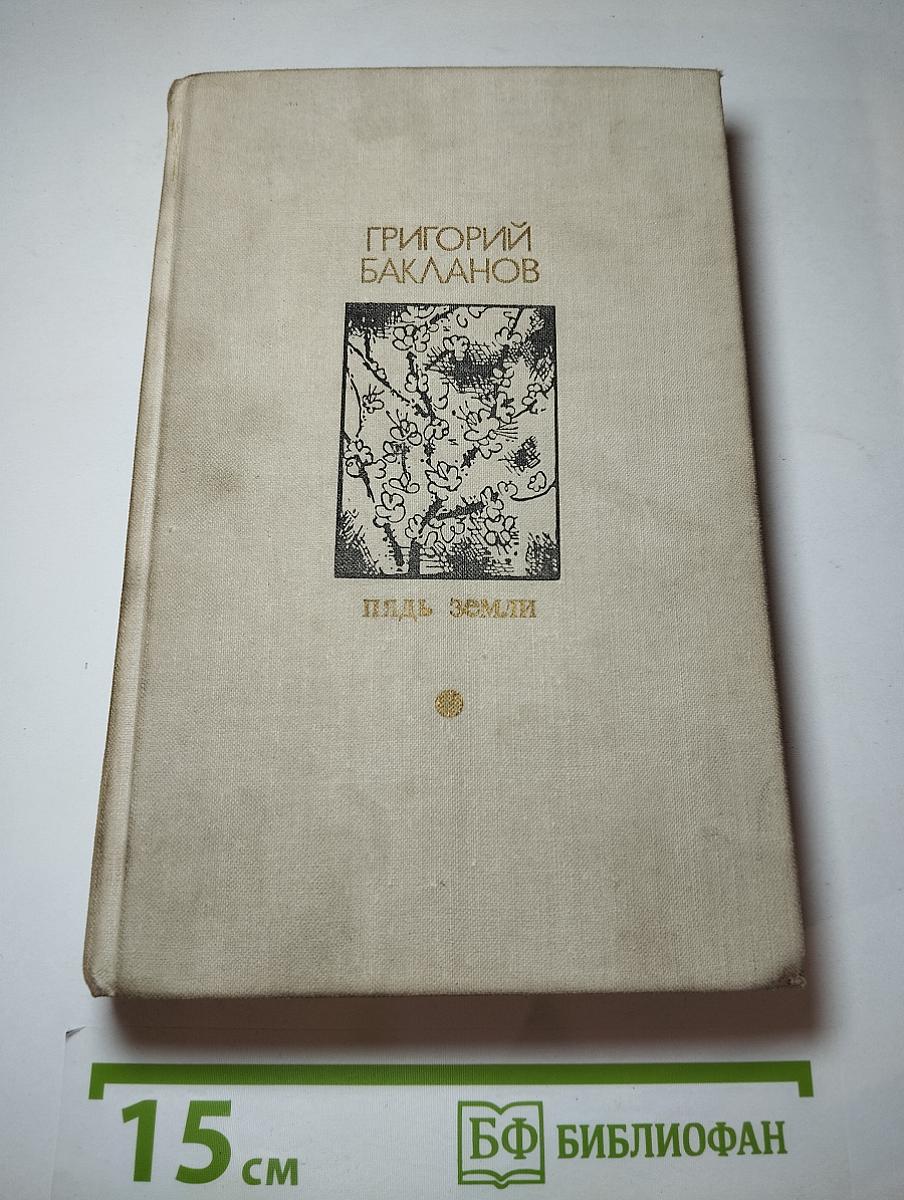 ГРИГОРИЙ
БАКЛАНОВ
пядь земли
15 см
БФ БИБЛИОФАН